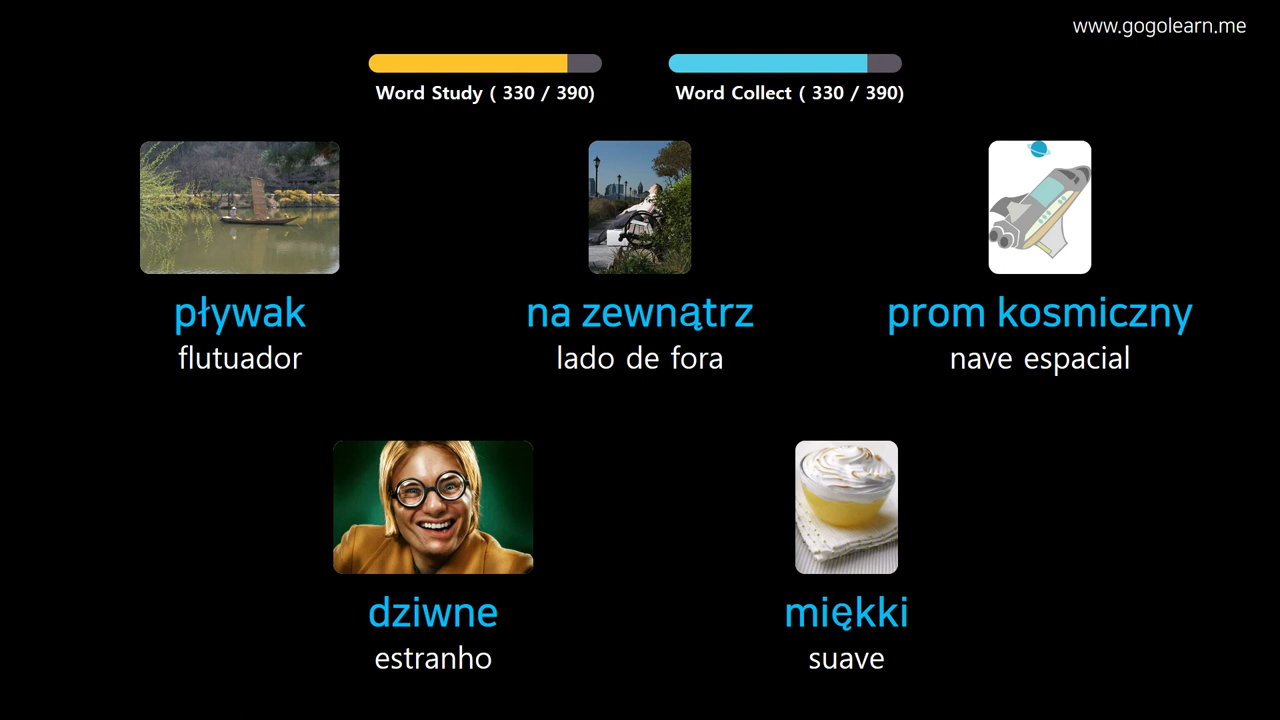 www.gogolearn.me
Word Study ( 330 / 390)
Word Collect ( 330 / 390)
pływak
flutuador
na zewnątrz
lado de fora
prom kosmiczny
nave espacial
dziwne
estranho
miękki
suave